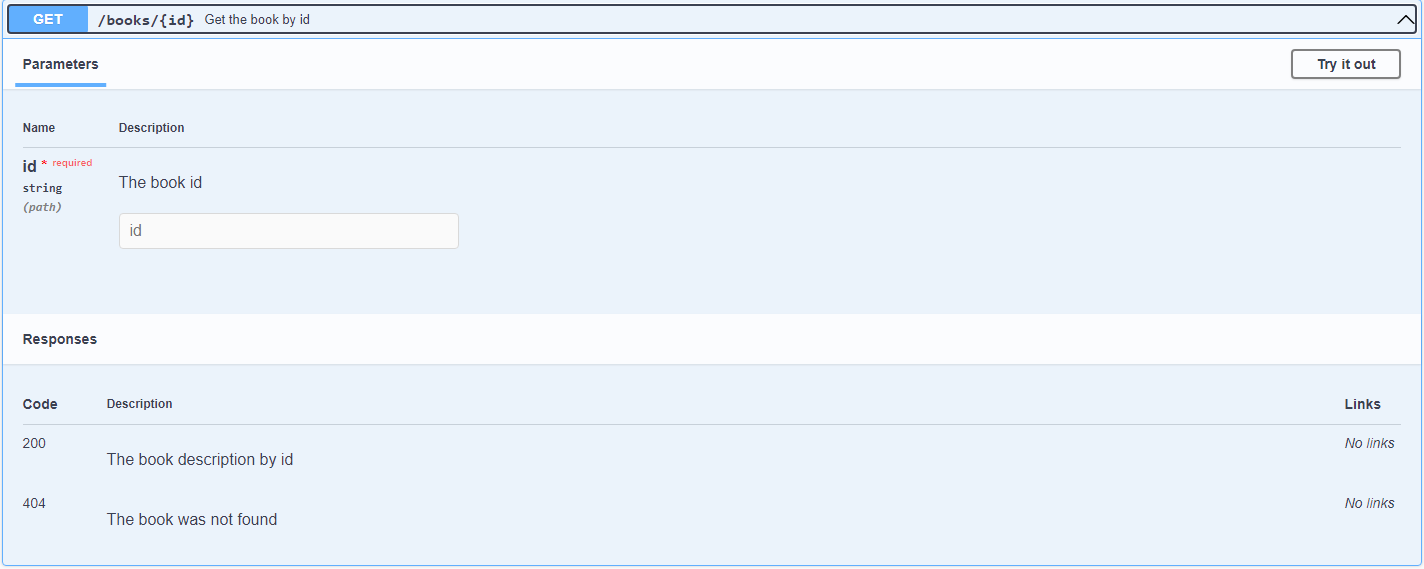 GET /books/{id} Get the book by id
Parameters Try it out
Name Description
id * required
string
(path)
The book id
id
Responses
Code Description Links
200 No links
The book description by id
404 No links
The book was not found